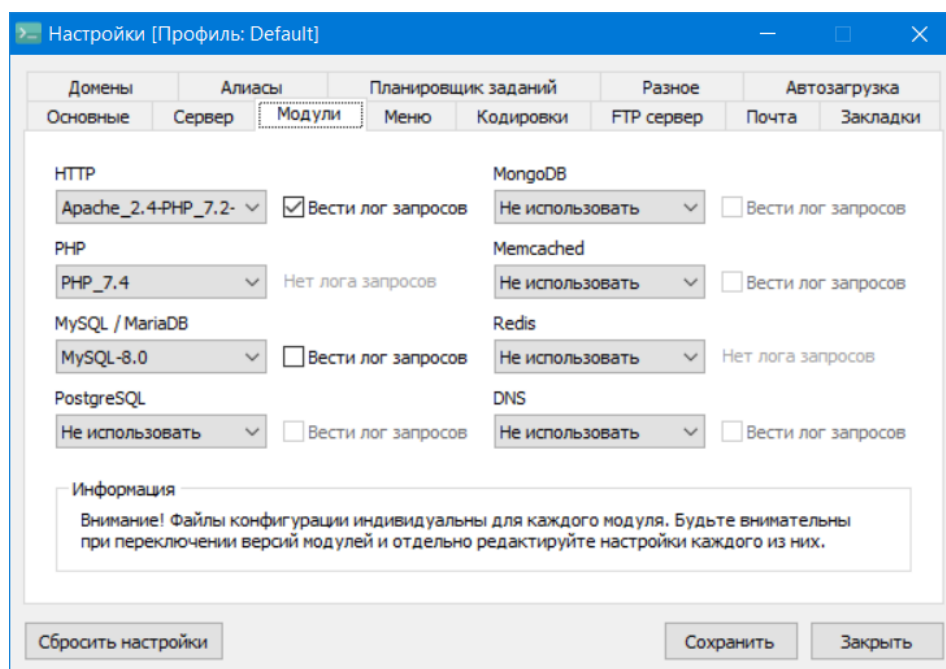 Настройки [Профиль: Default]
Домены Алиасы Планировщик заданий Разное Автозагрузка
Основные Сервер Модули Меню Кодировки FTP сервер Почта Закладки
HTTP MongoDB
Apache_2.4-PHP_7.2- Вести лог запросов Не использовать Вести лог запросов
PHP Memcached
PHP_7.4 Нет лога запросов Не использовать Вести лог запросов
MySQL / MariaDB Redis
MySQL-8.0 Вести лог запросов Не использовать Нет лога запросов
PostgreSQL DNS
Не использовать Вести лог запросов Не использовать Вести лог запросов
Информация
Внимание! Файлы конфигурации индивидуальны для каждого модуля. Будьте внимательны
при переключении версий модулей и отдельно редактируйте настройки каждого из них.
Сбросить настройки Сохранить Закрыть